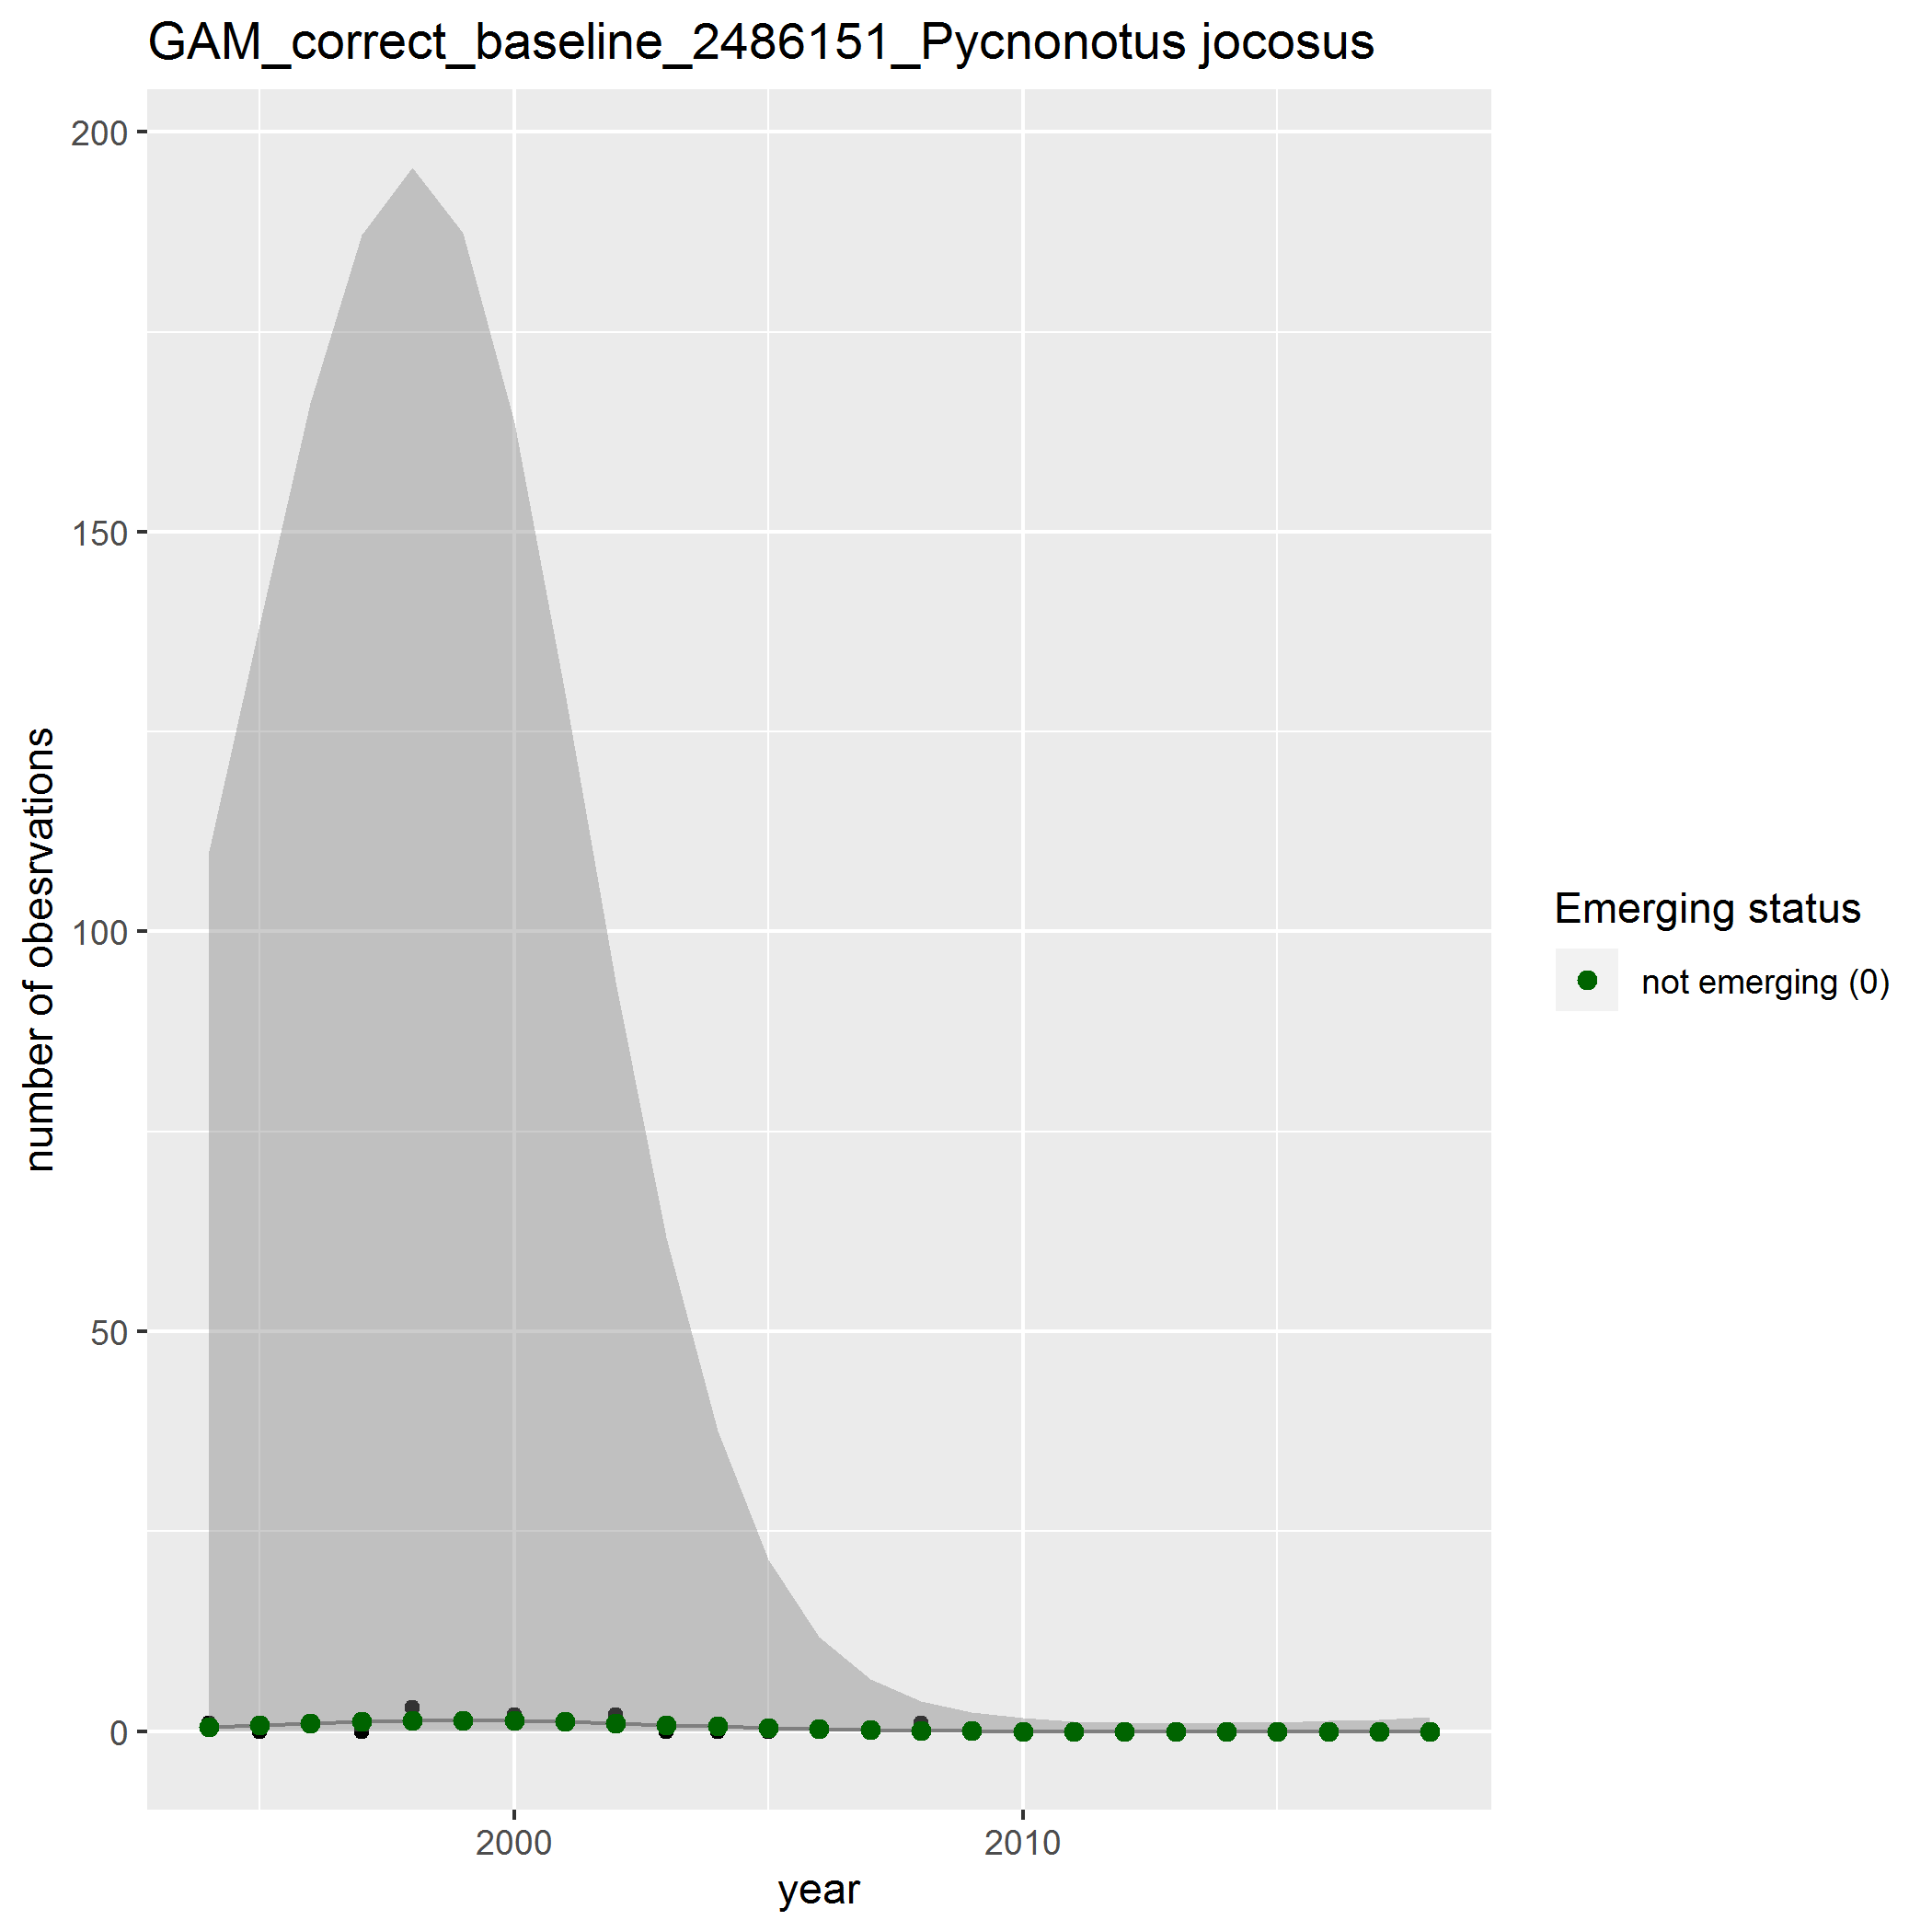 GAM_correct_baseline_2486151_Pycnonotus jocosus
200
150
100
50
0
number of obesrvations
2000
2010
year
Emerging status
not emerging (0)